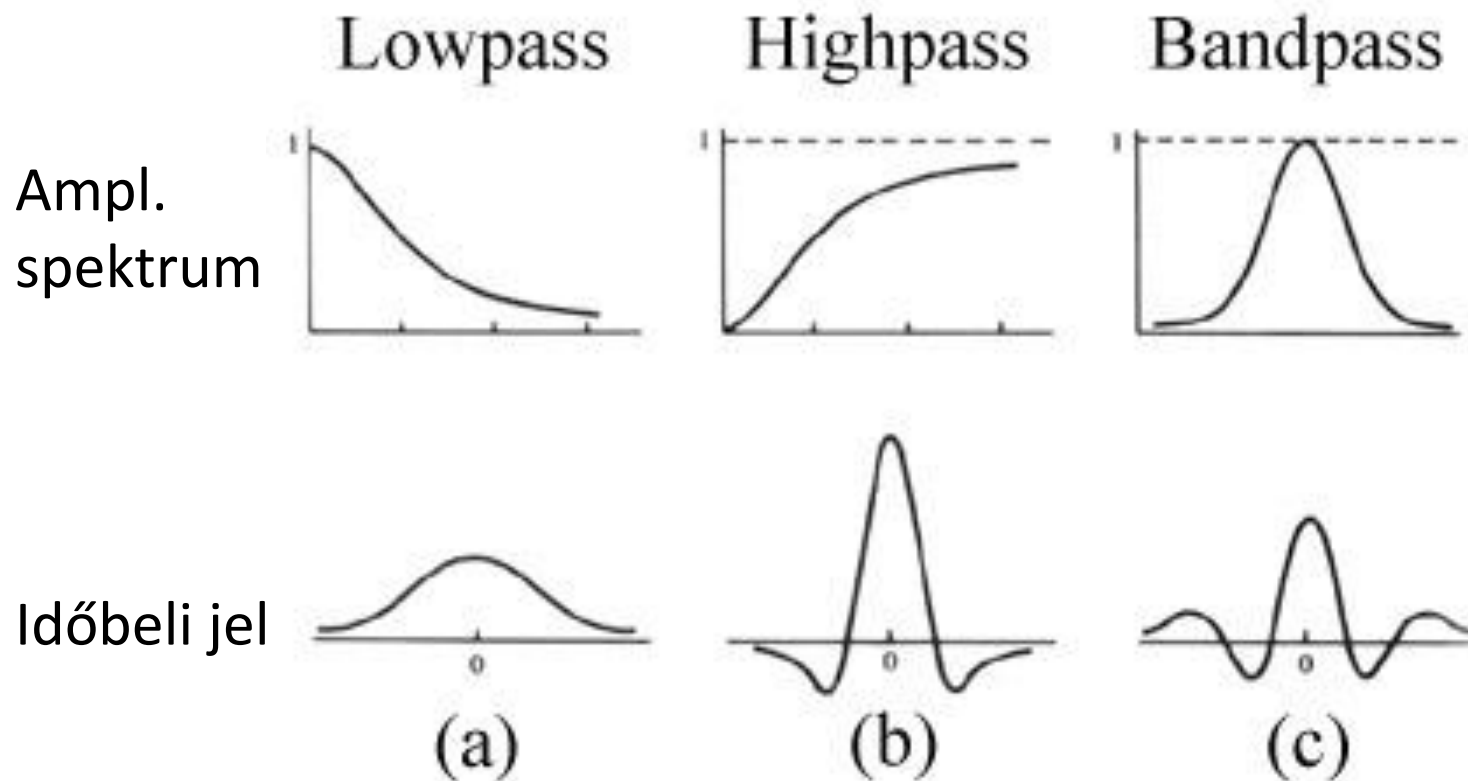 Lowpass
Highpass
Bandpass
Ampl.
spektrum
1
1
1
Időbeli jel
0
0
0
(a)
(b)
(c)